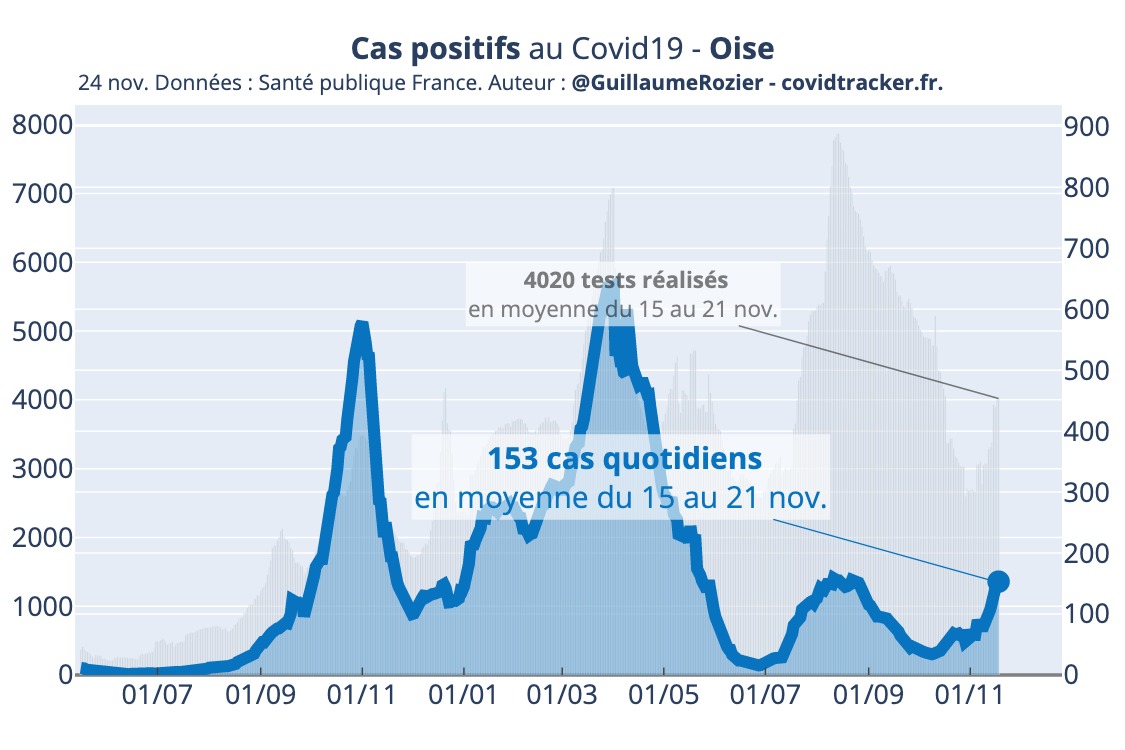 Cas positifs au Covid19 - Oise
24 nov. Données : Santé publique France. Auteur : @GuillaumeRozier - covidtracker.fr.
8000
7000
6000
5000
4000
3000
2000
1000
0
900
800
700
600
500
400
300
200
100
0
4020 tests réalisés
en moyenne du 15 au 21 nov.
153 cas quotidiens
en moyenne du 15 au 21 nov.
01/07 01/09 01/11 01/01 01/03 01/05 01/07 01/09 01/11